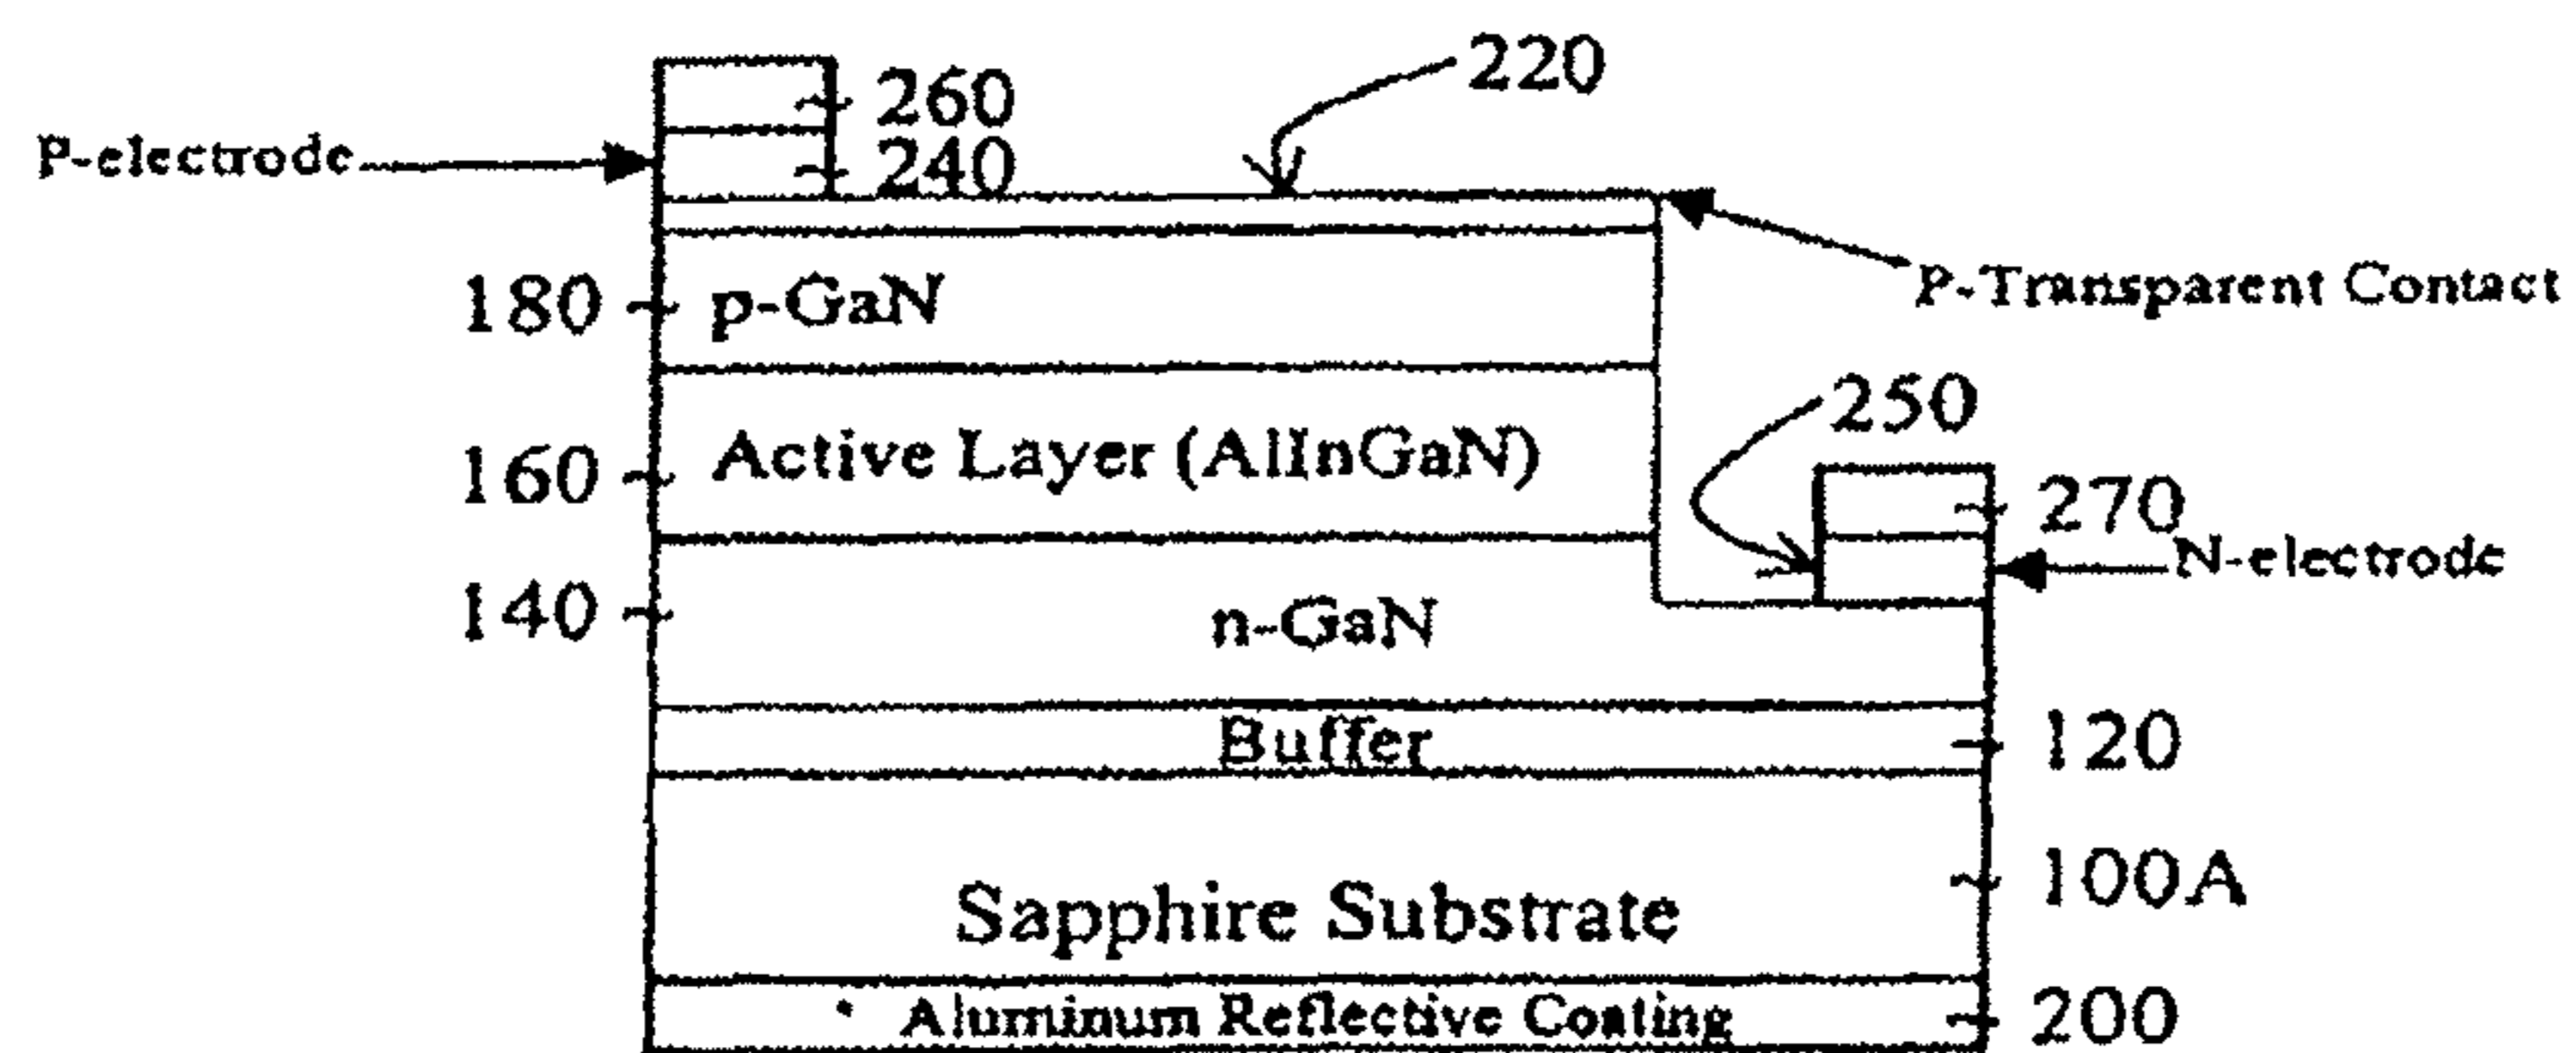 220
260
P-electrode
240
180
p-GaN
P-Transparent Contact
250
160
Active Layer (AlInGaN)
270
N-electrode
140
n-GaN
Buffer
120
100A
Sapphire Substrate
Aluminum Reflective Coating
200